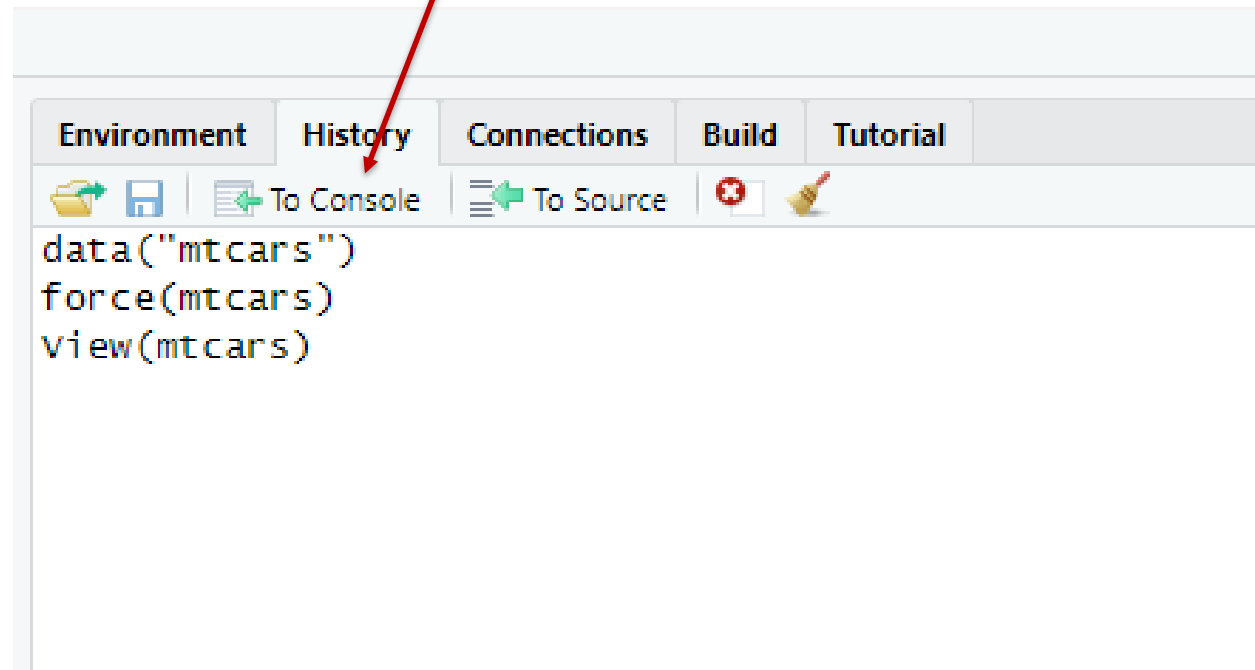 Environment History Connections Build Tutorial
To Console To Source
data("mtcars")
force(mtcars)
View(mtcars)